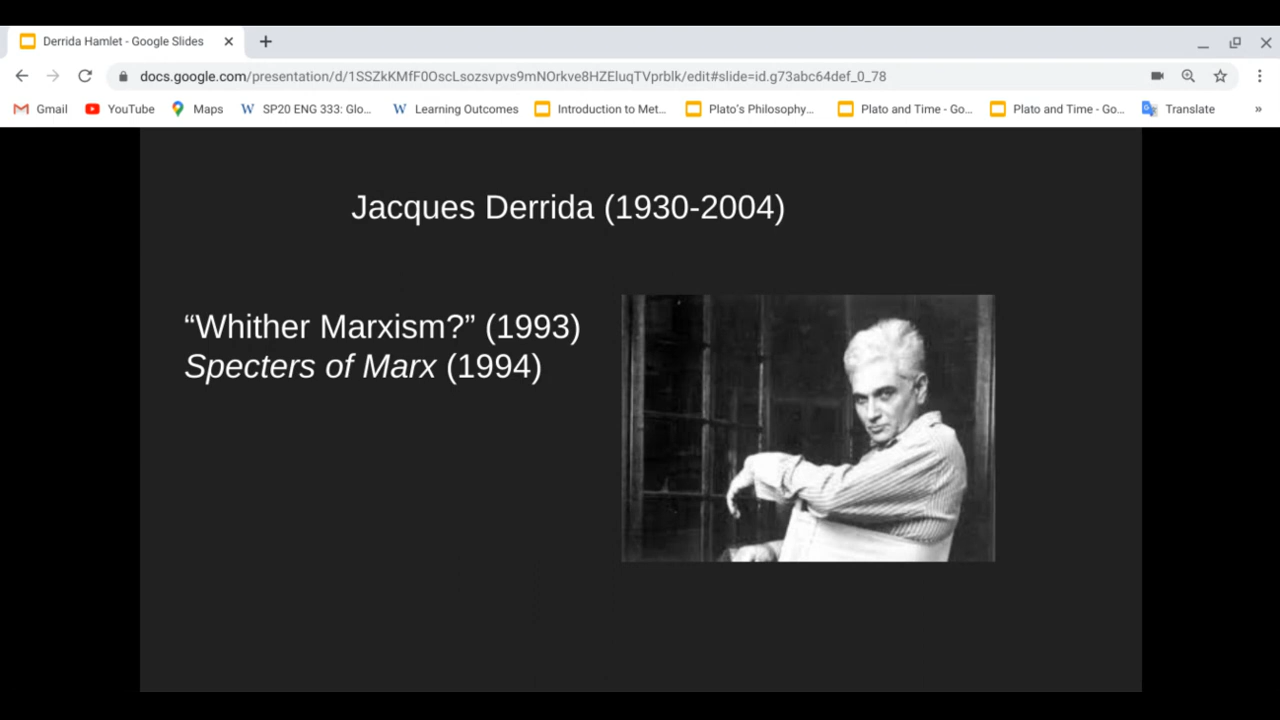 Derrida Hamlet - Google Slides
docs.google.com/presentation/d/1SSZkKMfF0OscLsozsvpvs9mNOrkve8HZEluqTVprblk/edit#slide=id.g73abc64def_0_78
Gmail YouTube Maps SP20 ENG 333: Glo... Learning Outcomes Introduction to Met... Plato's Philosophy... Plato and Time - Go... Plato and Time - Go... Translate »
Jacques Derrida (1930-2004)
“Whither Marxism?” (1993)
Specters of Marx (1994)